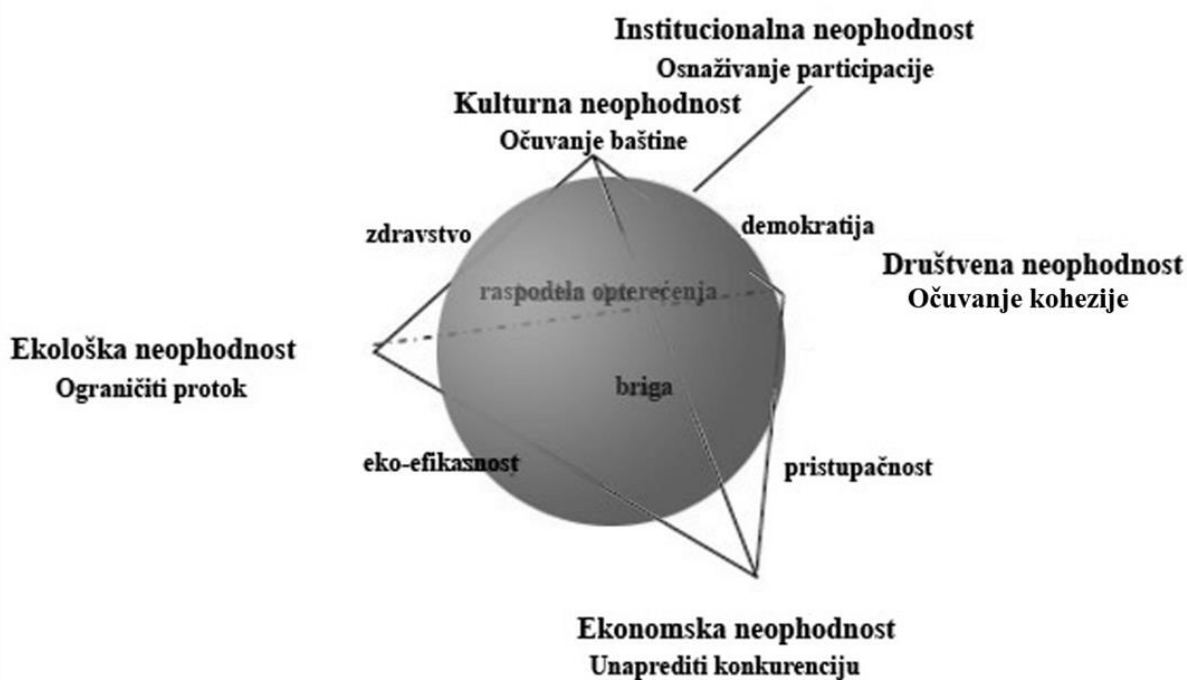 Institucionalna neophodnost
Osnaživanje participacije
Kulturna neophodnost
Očuvanje baštine
zdravstvo
demokratija
Društvena neophodnost
Očuvanje kohezije
raspodela opterećenja
Ekološka neophodnost
Ograničiti protok
briga
eko-efikasnost
pristupačnost
Ekonomska neophodnost
Unaprediti konkurenciju